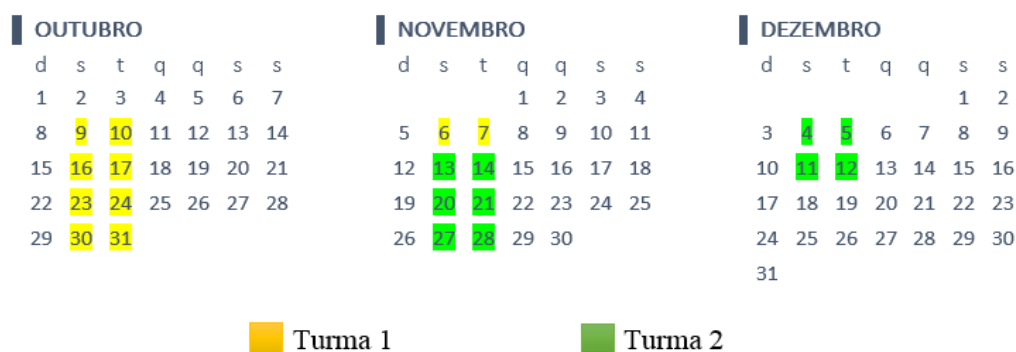 OUTUBRO
d s t q q s s
1 2 3 4 5 6 7
8 9 10 11 12 13 14
15 16 17 18 19 20 21
22 23 24 25 26 27 28
29 30 31
NOVEMBRO
d s t q q s s
1 2 3 4
5 6 7 8 9 10 11
12 13 14 15 16 17 18
19 20 21 22 23 24 25
26 27 28 29 30
DEZEMBRO
d s t q q s s
1 2
3 4 5 6 7 8 9
10 11 12 13 14 15 16
17 18 19 20 21 22 23
24 25 26 27 28 29 30
31
Turma 1
Turma 2